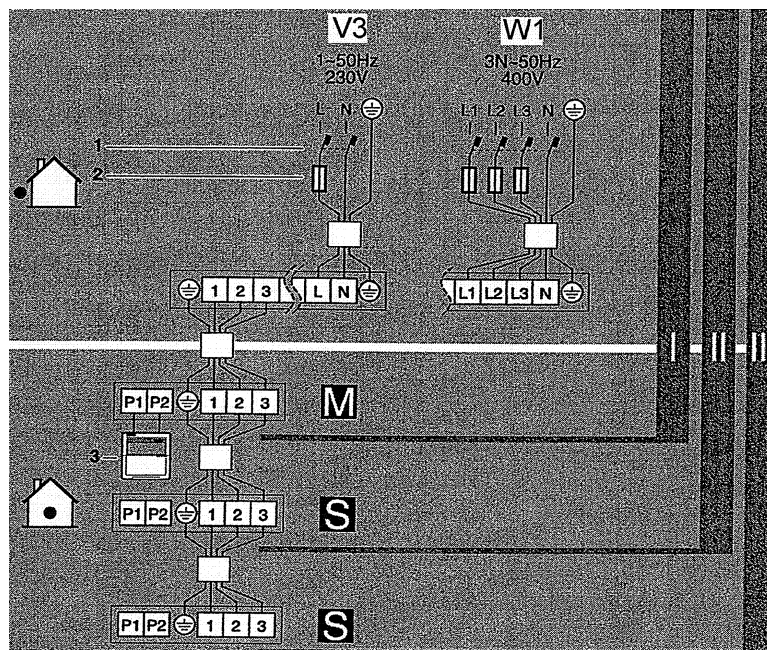 V3 W1
1~50Hz 3N~50Hz
230V 400V
L N L1 L2 L3 N
1
2
1 2 3 L N L1 L2 L3 N
I II III
P1 P2 1 2 3 M
3
P1 P2 1 2 3 S
P1 P2 1 2 3 S